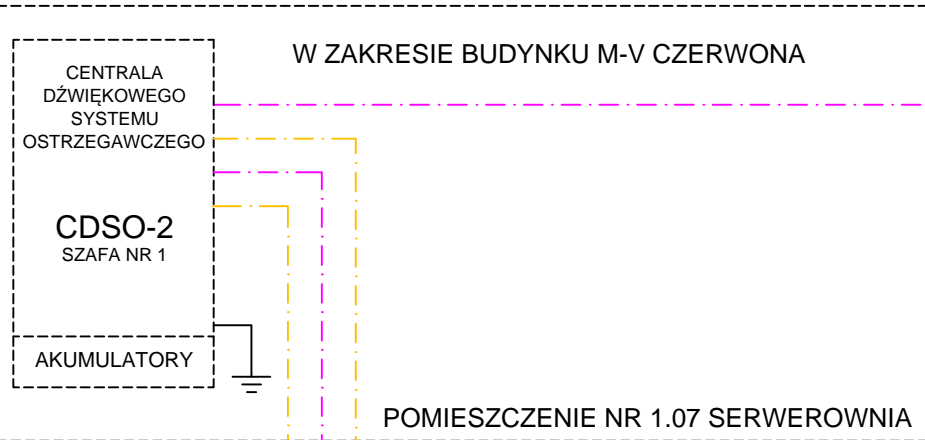 W ZAKRESIE BUDYNKU M-V CZERWONA
CENTRALA
DŹWIĘKOWEGO
SYSTEMU
OSTRZEGAWCZEGO
CDSO-2
SZAFA NR 1
AKUMULATORY
POMIESZCZENIE NR 1.07 SERWEROWNIA